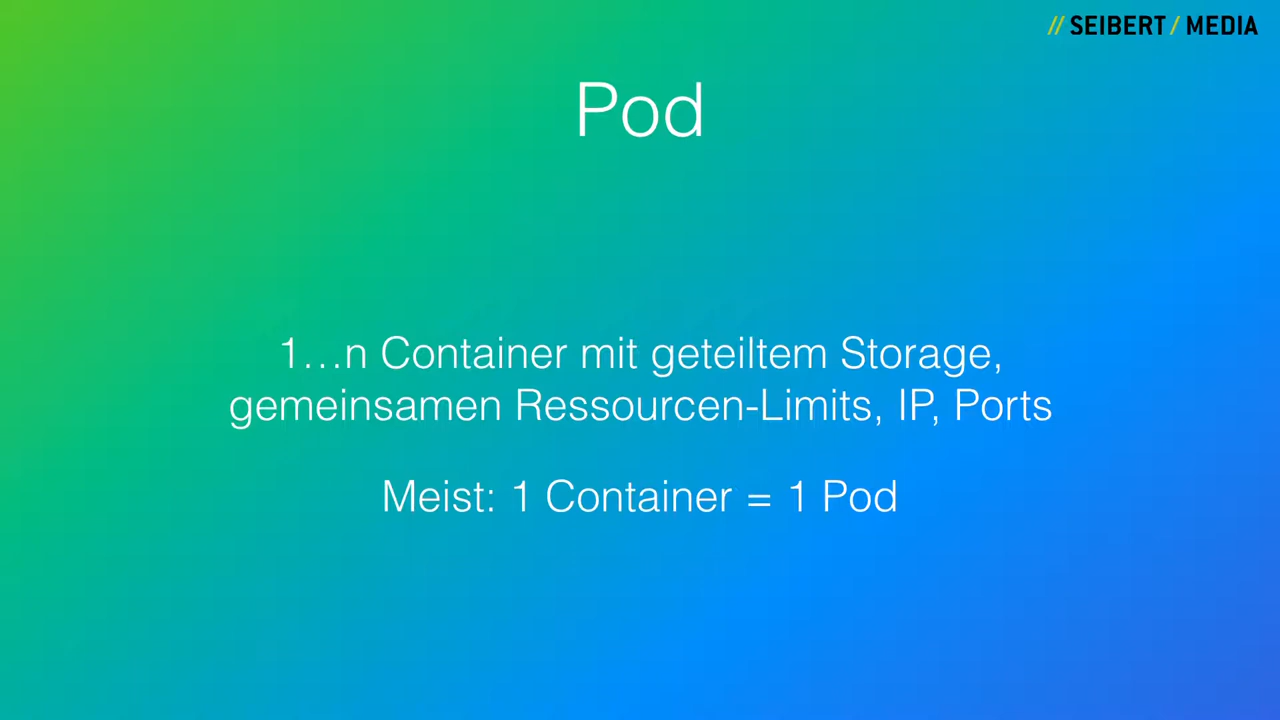 // SEIBERT / MEDIA
Pod
1...n Container mit geteiltem Storage,
gemeinsamen Ressourcen-Limits, IP, Ports
Meist: 1 Container = 1 Pod